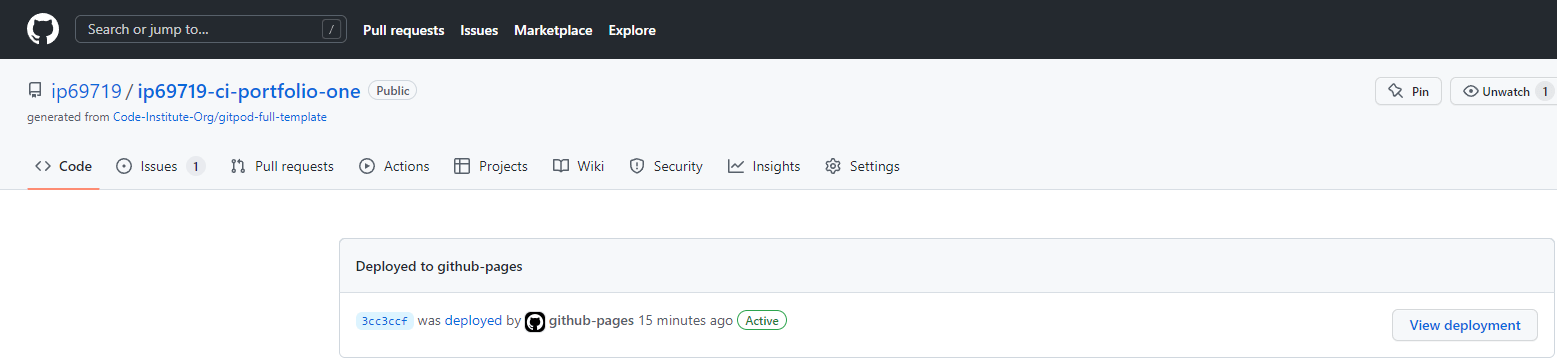 Search or jump to... / Pull requests Issues Marketplace Explore
ip69719 / ip69719-ci-portfolio-one Public Pin Unwatch 1
generated from Code-Institute-Org/gitpod-full-template
Code Issues 1 Pull requests Actions Projects Wiki Security Insights Settings
Deployed to github-pages
3cc3ccf was deployed by github-pages 15 minutes ago Active View deployment